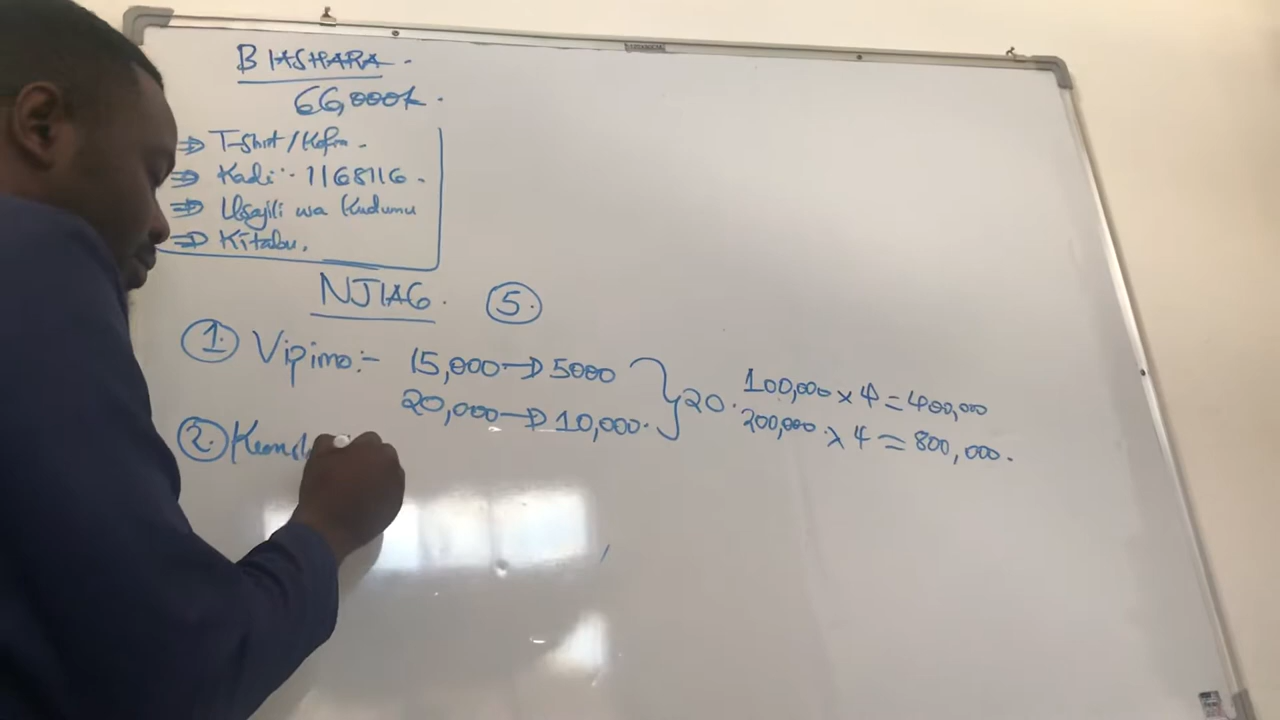 BIASHARA.
66,000k.
⇒ T-Shirt / Kofia.
⇒ Kadi:- 1168116.
⇒ Usajili wa Kudumu
⇒ Kitabu.
NJIA 6. 5.
1. Vipimo:- 15,000 → 5000
20,000 → 10,000.
20.
100,000 x 4 = 400,000
200,000. x 4 = 800,000.
2.